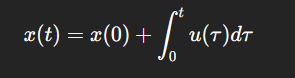 x(t) = x(0) + ∫₀ᵗ u(τ)dτ